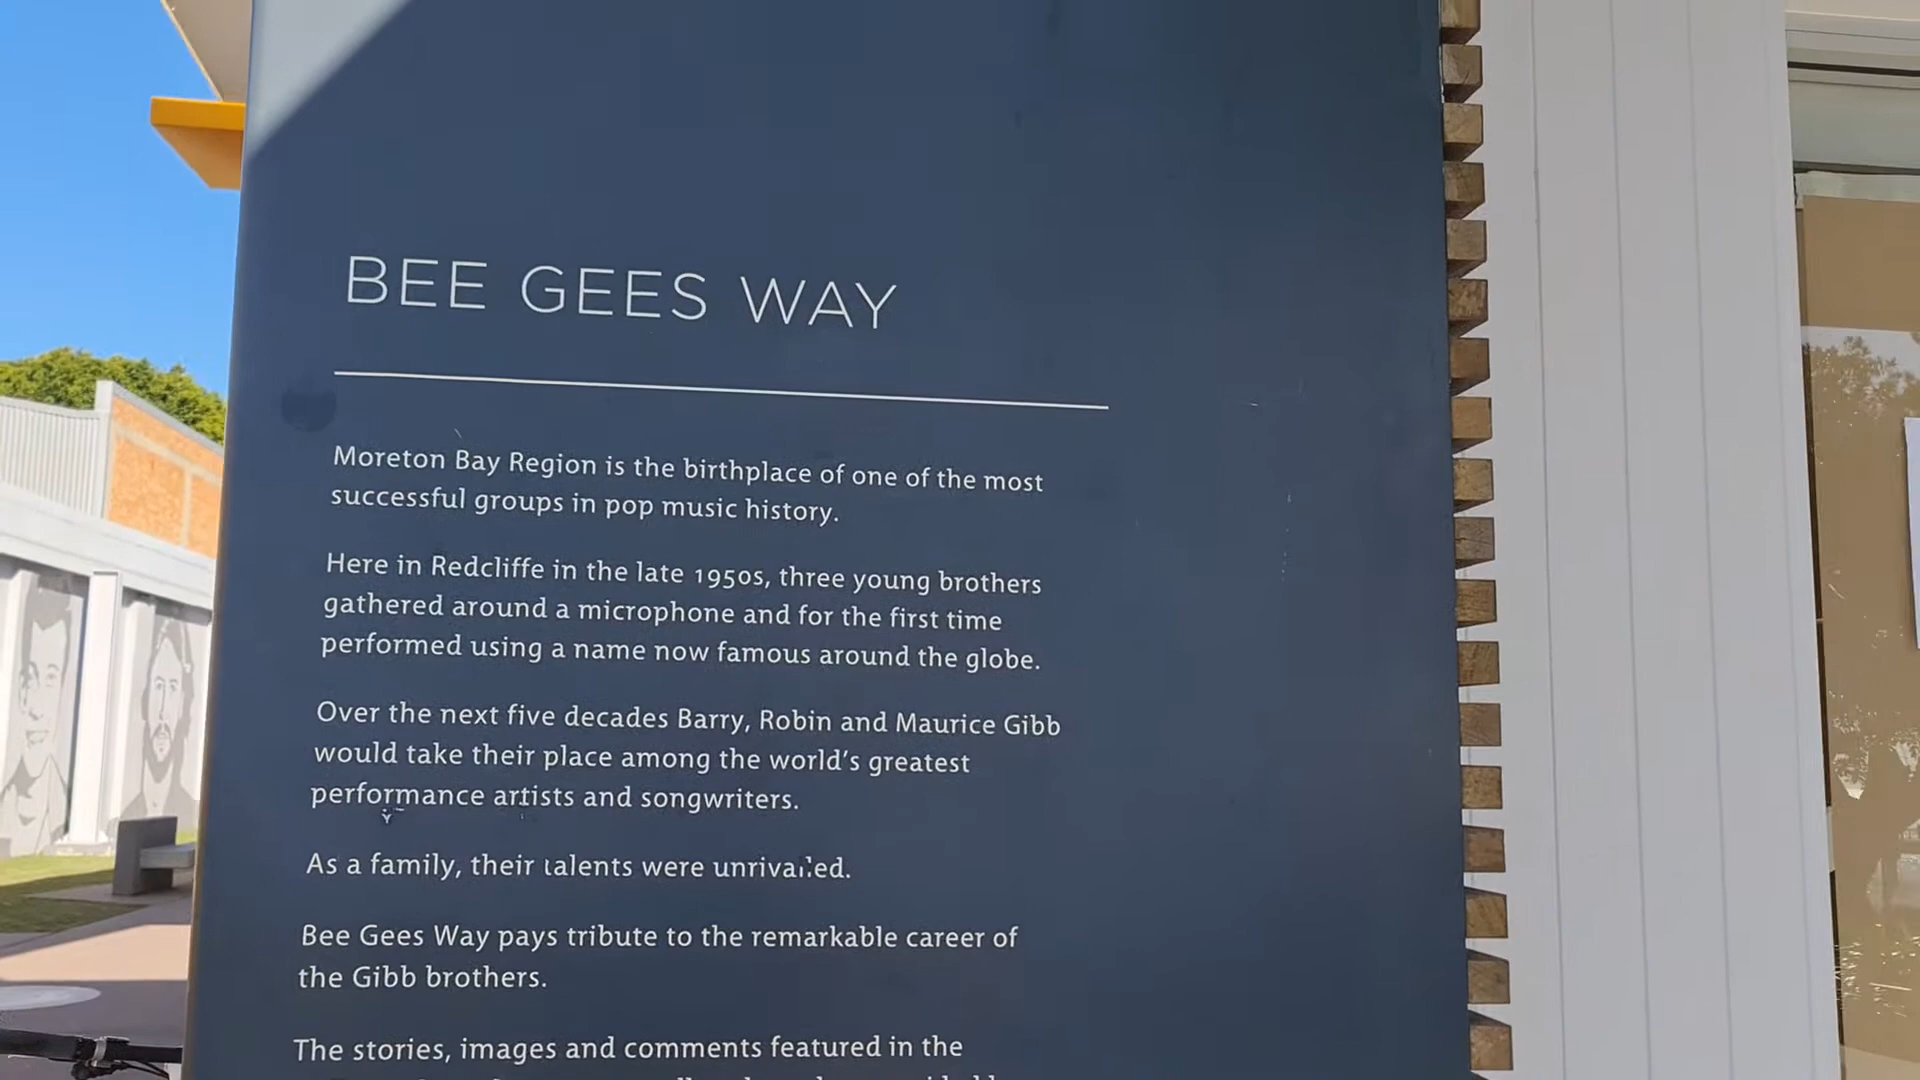 BEE GEES WAY
Moreton Bay Region is the birthplace of one of the most
successful groups in pop music history.
Here in Redcliffe in the late 1950s, three young brothers
gathered around a microphone and for the first time
performed using a name now famous around the globe.
Over the next five decades Barry, Robin and Maurice Gibb
would take their place among the world's greatest
performance artists and songwriters.
As a family, their talents were unrivalled.
Bee Gees Way pays tribute to the remarkable career of
the Gibb brothers.
The stories, images and comments featured in the